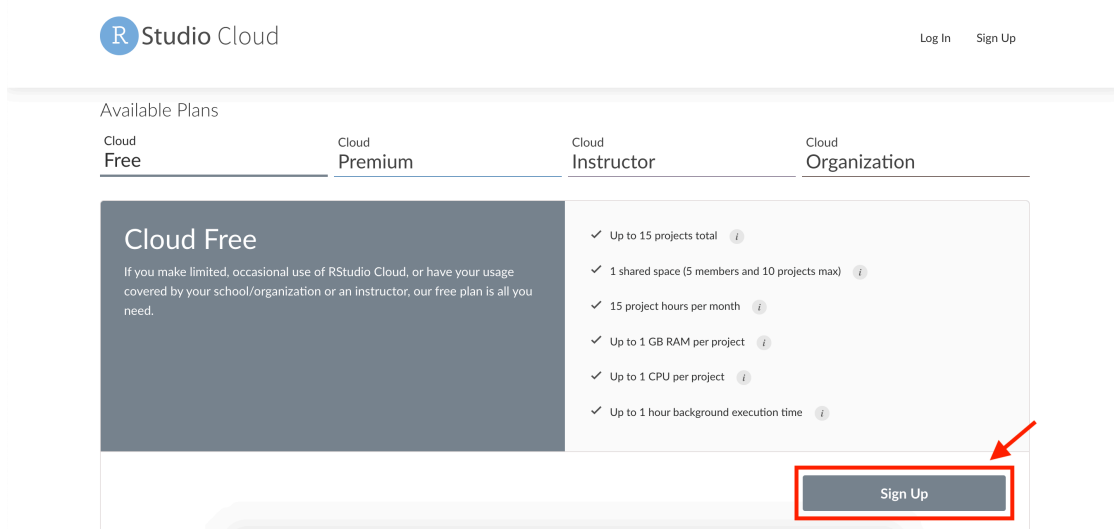 R Studio Cloud
Log In Sign Up
Available Plans
Cloud
Free
Cloud
Premium
Cloud
Instructor
Cloud
Organization
Cloud Free
If you make limited, occasional use of RStudio Cloud, or have your usage
covered by your school/organization or an instructor, our free plan is all you
need.
Up to 15 projects total i
1 shared space (5 members and 10 projects max) i
15 project hours per month i
Up to 1 GB RAM per project i
Up to 1 CPU per project i
Up to 1 hour background execution time i
Sign Up